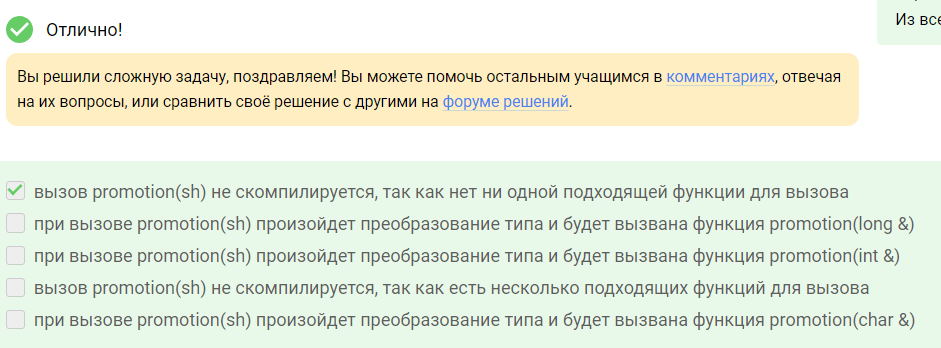 Из все
Отлично!
Вы решили сложную задачу, поздравляем! Вы можете помочь остальным учащимся в комментариях, отвечая
на их вопросы, или сравнить своё решение с другими на форуме решений.
вызов promotion(sh) не скомпилируется, так как нет ни одной подходящей функции для вызова
при вызове promotion(sh) произойдет преобразование типа и будет вызвана функция promotion(long &)
при вызове promotion(sh) произойдет преобразование типа и будет вызвана функция promotion(int &)
вызов promotion(sh) не скомпилируется, так как есть несколько подходящих функций для вызова
при вызове promotion(sh) произойдет преобразование типа и будет вызвана функция promotion(char &)